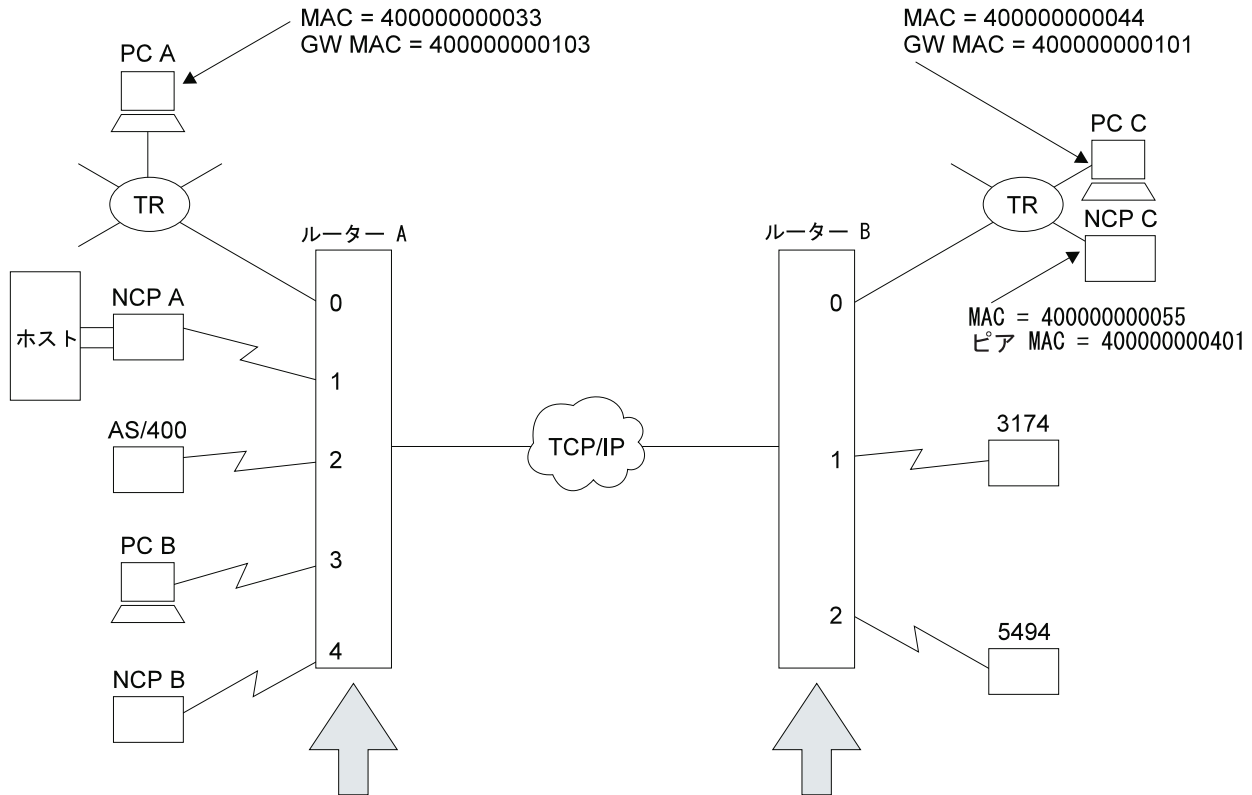 MAC = 400000000033
GW MAC = 400000000103
PC A
TR
MAC = 400000000044
GW MAC = 400000000101
PC C
TR
NCP C
MAC = 400000000055
ピア MAC = 400000000401
ルーター A
0
1
2
3
4
ホスト
NCP A
AS/400
PC B
NCP B
TCP/IP
ルーター B
0
1
2
3174
5494